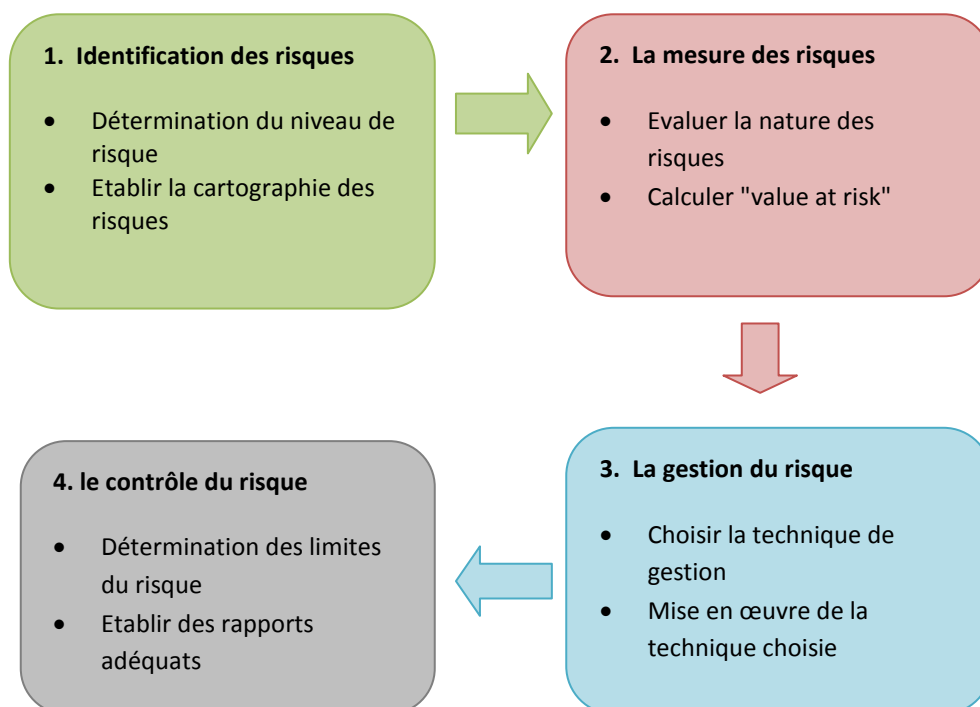 1. Identification des risques
• Détermination du niveau de
risque
• Etablir la cartographie des
risques
2. La mesure des risques
• Evaluer la nature des
risques
• Calculer "value at risk"
3. La gestion du risque
• Choisir la technique de
gestion
• Mise en œuvre de la
technique choisie
4. le contrôle du risque
• Détermination des limites
du risque
• Etablir des rapports
adéquats